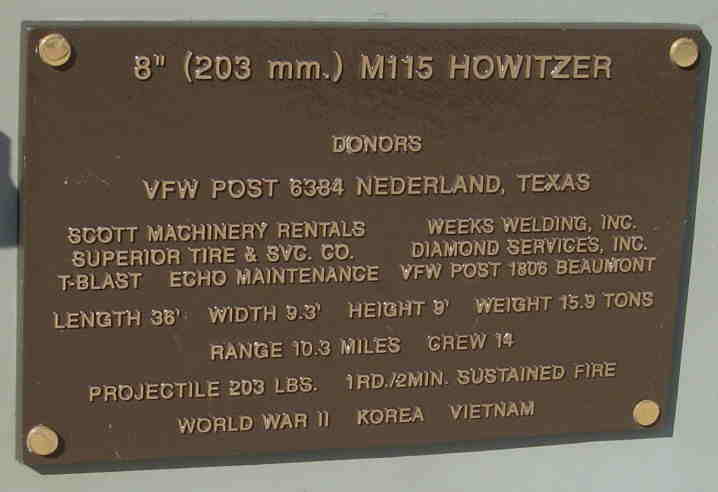 8" (203 mm.) M115 HOWITZER
DONORS
VFW POST 6384 NEDERLAND, TEXAS
SCOTT MACHINERY RENTALS WEEKS WELDING, INC.
SUPERIOR TIRE & SVC. CO. DIAMOND SERVICES, INC.
T-BLAST ECHO MAINTENANCE VFW POST 1806 BEAUMONT
LENGTH 36' WIDTH 9.3' HEIGHT 9' WEIGHT 15.9 TONS
RANGE 10.3 MILES CREW 14
PROJECTILE 203 LBS. 1RD./2MIN. SUSTAINED FIRE
WORLD WAR II KOREA VIETNAM